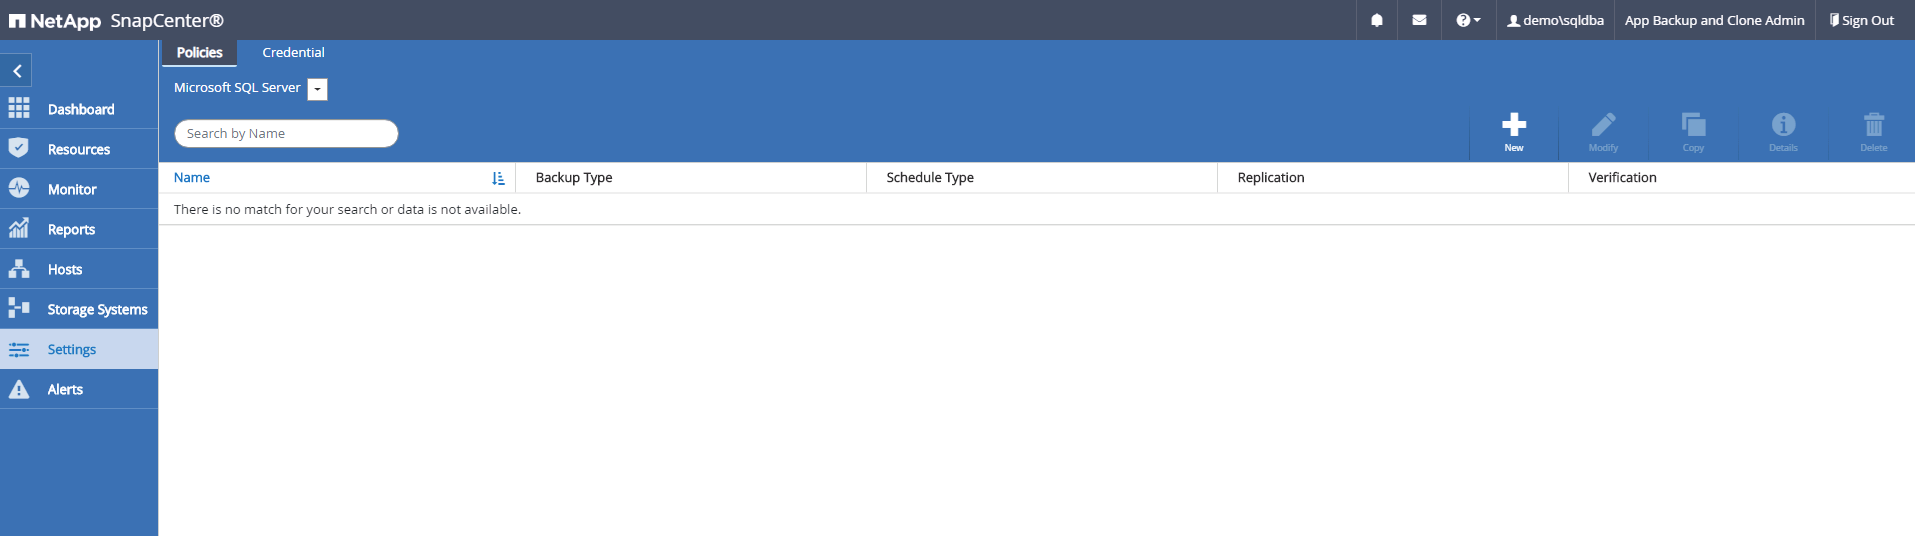 NetApp SnapCenter®
demo\sqldba App Backup and Clone Admin Sign Out
Policies Credential
Microsoft SQL Server
Search by Name
New Modify Copy Details Delete
Dashboard
Resources
Monitor
Reports
Hosts
Storage Systems
Settings
Alerts
Name Backup Type Schedule Type Replication Verification
There is no match for your search or data is not available.